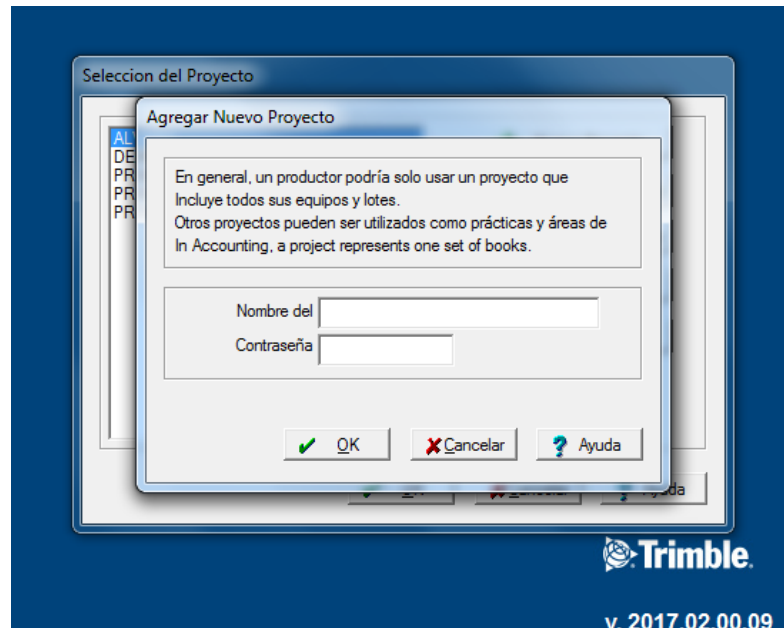 Seleccion del Proyecto
Agregar Nuevo Proyecto
AL
DE
PR
PR
PR
En general, un productor podría solo usar un proyecto que
Incluye todos sus equipos y lotes.
Otros proyectos pueden ser utilizados como prácticas y áreas de
In Accounting, a project represents one set of books.
Nombre del
Contraseña
OK
Cancelar
Ayuda
Trimble.
v. 2017.02.00.09